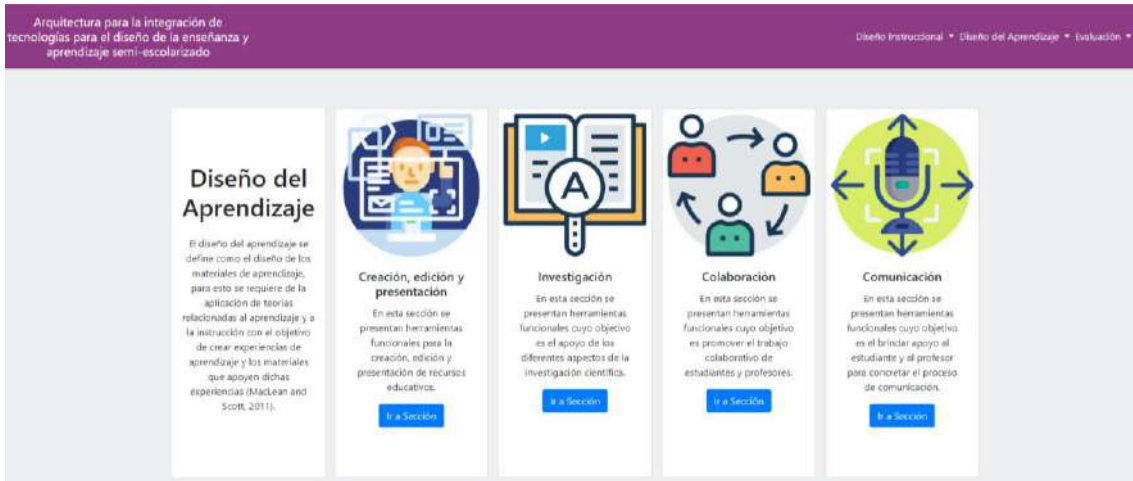 Arquitectura para la integración de
tecnologías para el diseño de la enseñanza y
aprendizaje semi-escolarizado
Diseño Instruccional Diseño del Aprendizaje Evaluación
Diseño del
Aprendizaje
El diseño del aprendizaje se
define como el diseño de los
materiales de aprendizaje,
para esto se requiere de la
aplicación de teorías
relacionadas al aprendizaje y a
la instrucción con el objetivo
de crear experiencias de
aprendizaje y los materiales
que apoyen dichas
experiencias (MacLean and
Scott, 2011).
Creación, edición y
presentación
En esta sección se
presentan herramientas
funcionales para la
creación, edición y
presentación de recursos
educativos.
Ir a Sección
A
Investigación
En esta sección se
presentan herramientas
funcionales cuyo objetivo
es el apoyo de los
diferentes aspectos de la
investigación científica.
Ir a Sección
Colaboración
En esta sección se
presentan herramientas
funcionales cuyo objetivo
es promover el trabajo
colaborativo de
estudiantes y profesores.
Ir a Sección
Comunicación
En esta sección se
presentan herramientas
funcionales cuyo objetivo
es el brindar apoyo al
estudiante y al profesor
para concretar el proceso
de comunicación.
Ir a Sección